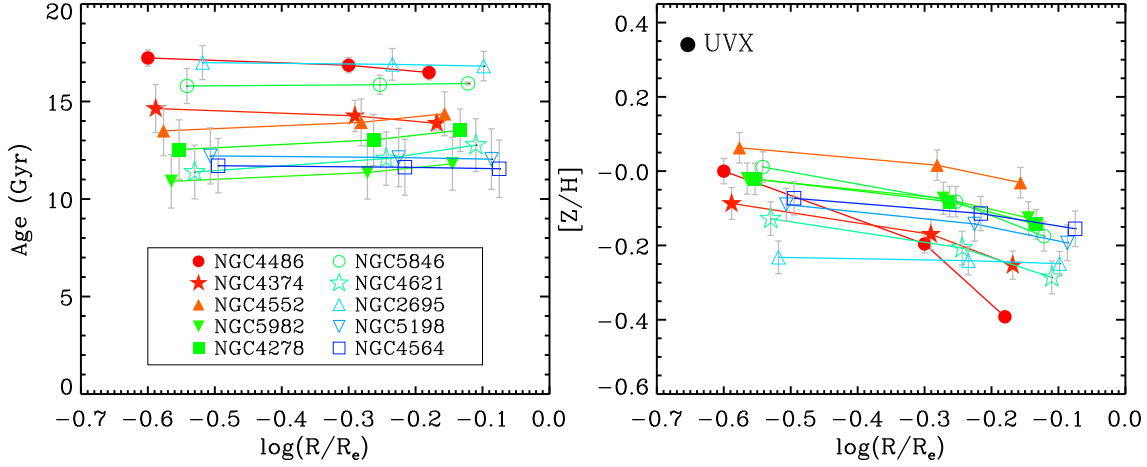 Age (Gyr)
20
15
10
5
0
NGC4486
NGC4374
NGC4552
NGC5982
NGC4278
NGC5846
NGC4621
NGC2695
NGC5198
NGC4564
−0.7 −0.6 −0.5 −0.4 −0.3 −0.2 −0.1 0.0
log(R/Re)
[Z/H]
0.4
0.2
−0.0
−0.2
−0.4
−0.6
UVX
−0.7 −0.6 −0.5 −0.4 −0.3 −0.2 −0.1 0.0
log(R/Re)